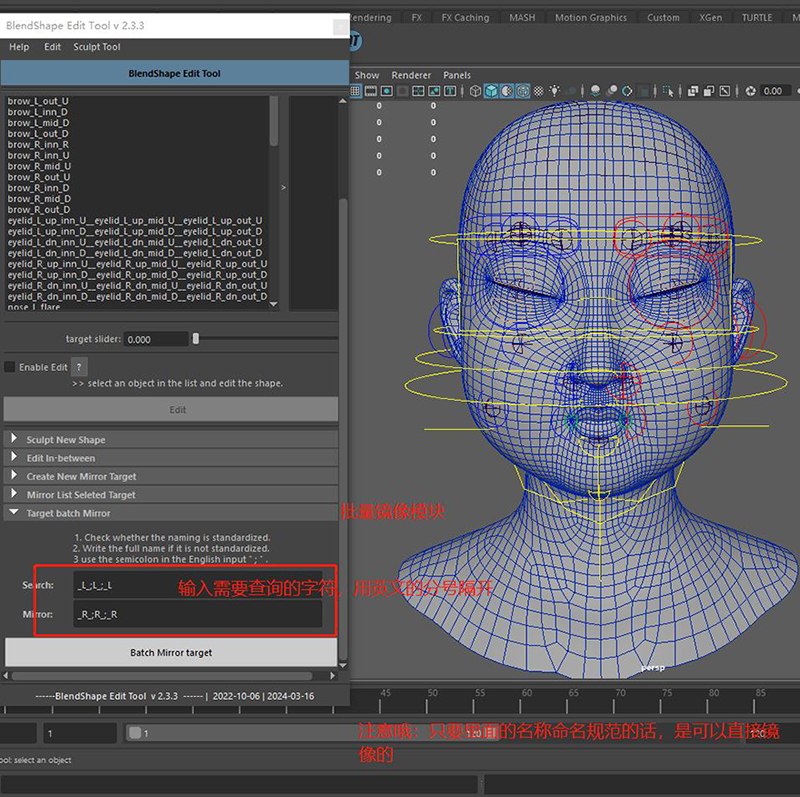 BlendShape Edit Tool v 2.3.3
Rendering FX FX Caching MASH Motion Graphics Custom XGen TURTLE
Help Edit Sculpt Tool
BlendShape Edit Tool
Show Renderer Panels
0.00
brow_L_out_U
brow_L_inn_D
brow_L_mid_D
brow_L_out_D
brow_R_inn_R
brow_R_inn_U
brow_R_mid_U
brow_R_out_U
brow_R_inn_D
brow_R_mid_D
brow_R_out_D
eyelid_L_up_inn_U__eyelid_L_up_mid_U__eyelid_L_up_out_U
eyelid_L_up_inn_D__eyelid_L_up_mid_D__eyelid_L_up_out_D
eyelid_L_dn_inn_U__eyelid_L_dn_mid_U__eyelid_L_dn_out_U
eyelid_L_dn_inn_D__eyelid_L_dn_mid_D__eyelid_L_dn_out_D
eyelid_R_up_inn_U__eyelid_R_up_mid_U__eyelid_R_up_out_U
eyelid_R_up_inn_D__eyelid_R_up_mid_D__eyelid_R_up_out_D
eyelid_R_dn_inn_U__eyelid_R_dn_mid_U__eyelid_R_dn_out_U
eyelid_R_dn_inn_D__eyelid_R_dn_mid_D__eyelid_R_dn_out_D
nose_L_flare
>
0 0
0 0
0 0
0 0
0 0
target slider: 0.000
Enable Edit ?
>> select an object in the list and edit the shape.
Edit
Sculpt New Shape
Edit In-between
Create New Mirror Target
Mirror List Seleted Target
Target batch Mirror
批量镜像模块
1. Check whether the naming is standardized.
2. Write the full name if it is not standardized.
3 use the semicolon in the English input " ; " .
Search: _L_;L_;_L
输入需要查询的字符，用英文的分号隔开
Mirror: _R_;R_;_R
Batch Mirror target
persp
------BlendShape Edit Tool v 2.3.3 ------ | 2022-10-06 | 2024-03-16
45 50 55 60 65 70 75 80 85
1 1 120 120
注意哦：只要里面的名称命名规范的话，是可以直接镜
像的
ool: select an object